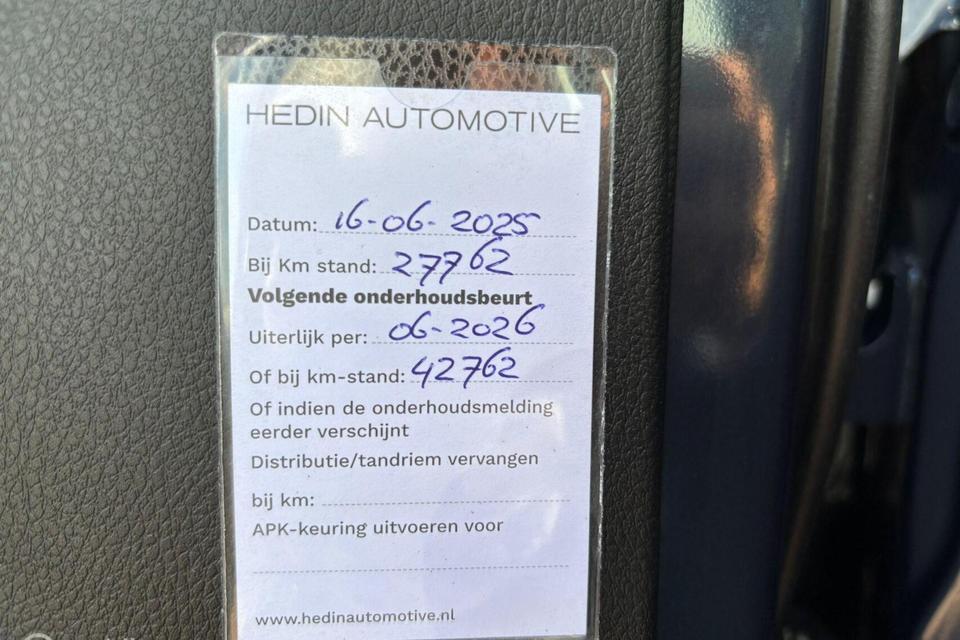 HEDIN AUTOMOTIVE
Datum: 16-06-2025
Bij Km stand: 27762
Volgende onderhoudsbeurt
Uiterlijk per: 06-2026
Of bij km-stand: 42762
Of indien de onderhoudsmelding
eerder verschijnt
Distributie/tandriem vervangen
bij km:
APK-keuring uitvoeren voor
www.hedinautomotive.nl